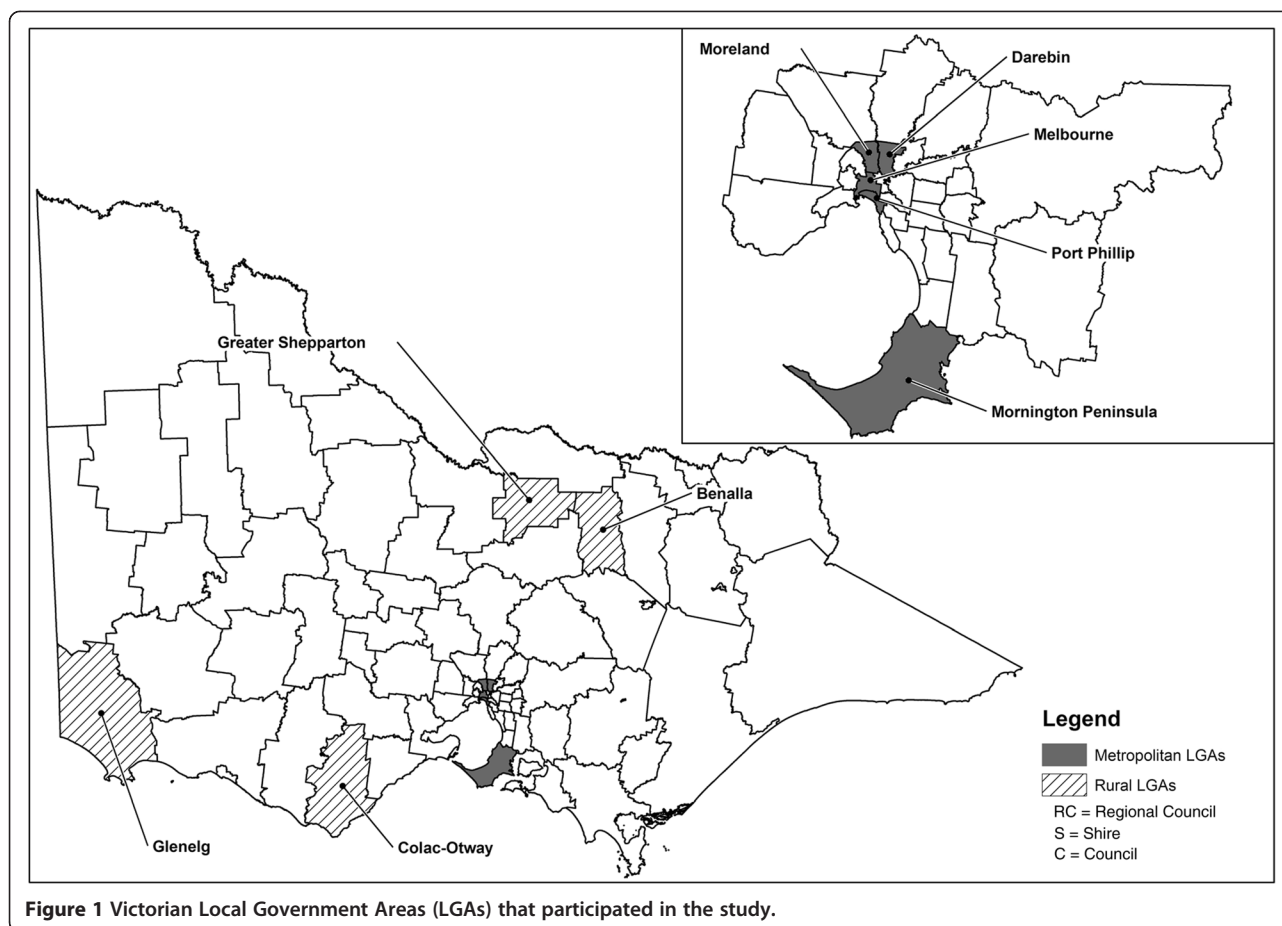 Moreland
Darebin
Melbourne
Port Phillip
Mornington Peninsula
Greater Shepparton
Benalla
Glenelg
Colac-Otway
Legend
Metropolitan LGAs
Rural LGAs
RC = Regional Council
S = Shire
C = Council
Figure 1 Victorian Local Government Areas (LGAs) that participated in the study.